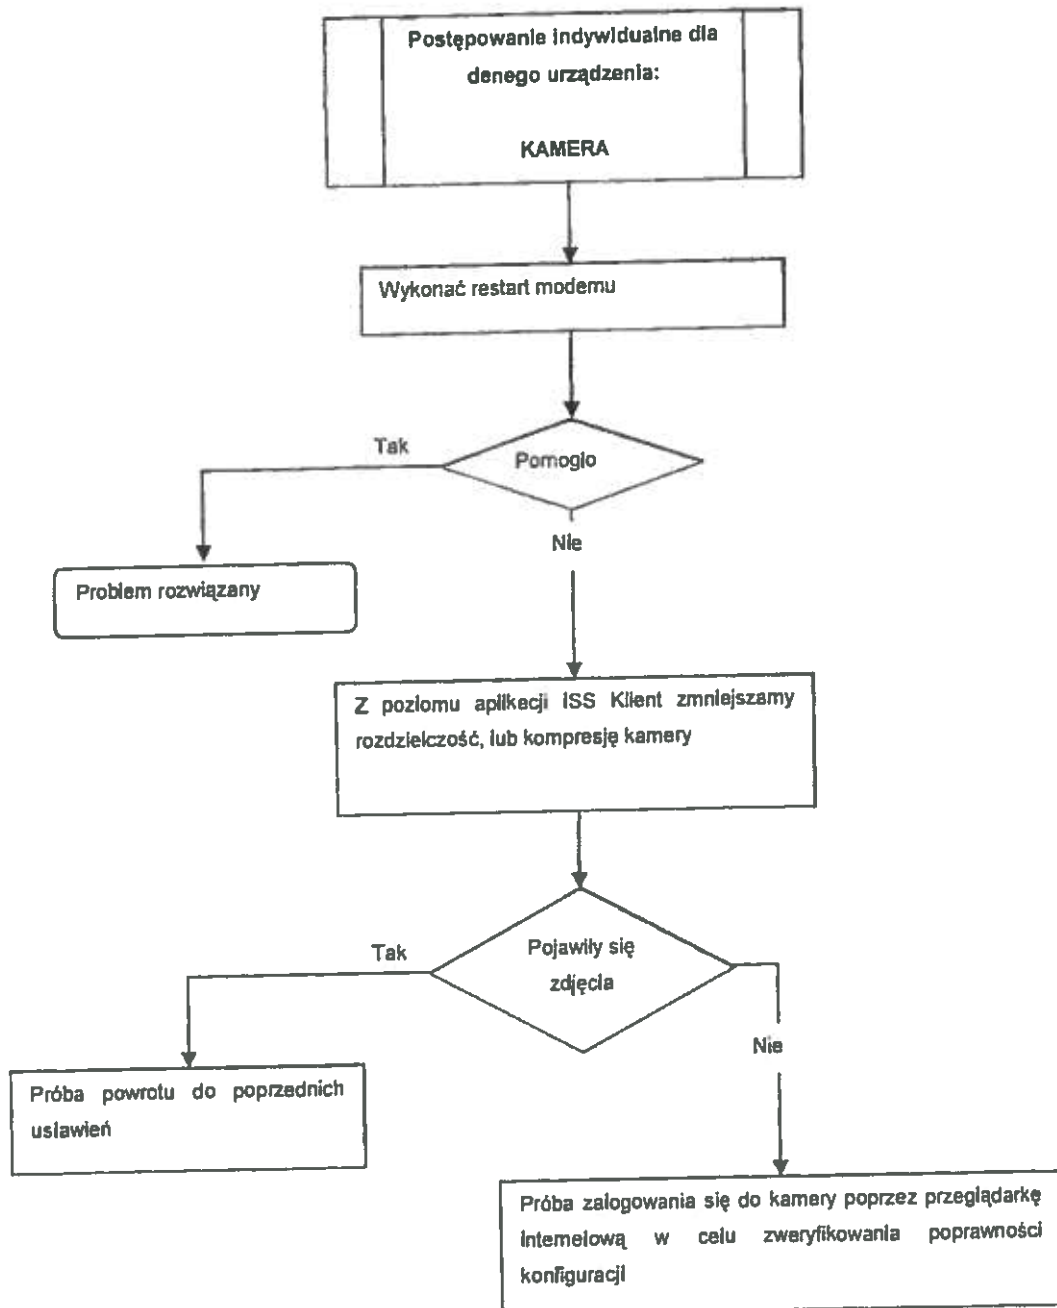 Postępowanie indywidualne dla
danego urządzenia:
KAMERA
Wykonać restart modemu
Pomogło
Tak
Nie
Problem rozwiązany
Z poziomu aplikacji ISS Klient zmniejszamy
rozdzielczość, lub kompresję kamery
Pojawiły się
zdjęcia
Tak
Nie
Próba powrotu do poprzednich
ustawień
Próba zalogowania się do kamery poprzez przeglądarkę
internetową w celu zweryfikowania poprawności
konfiguracji